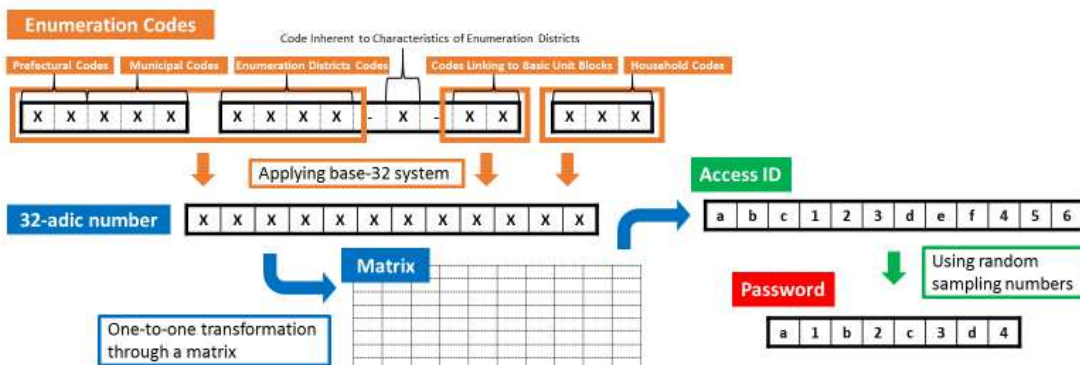 Enumeration Codes
Code Inherent to Characteristics of Enumeration Districts
Prefectural Codes Municipal Codes Enumeration Districts Codes Codes Linking to Basic Unit Blocks Household Codes
X X X X X X X X X - X - X X X X X
Applying base-32 system
32-adic number X X X X X X X X X X X X
Matrix
One-to-one transformation
through a matrix
Access ID
a b c 1 2 3 d e f 4 5 6
Using random
sampling numbers
Password
a 1 b 2 c 3 d 4